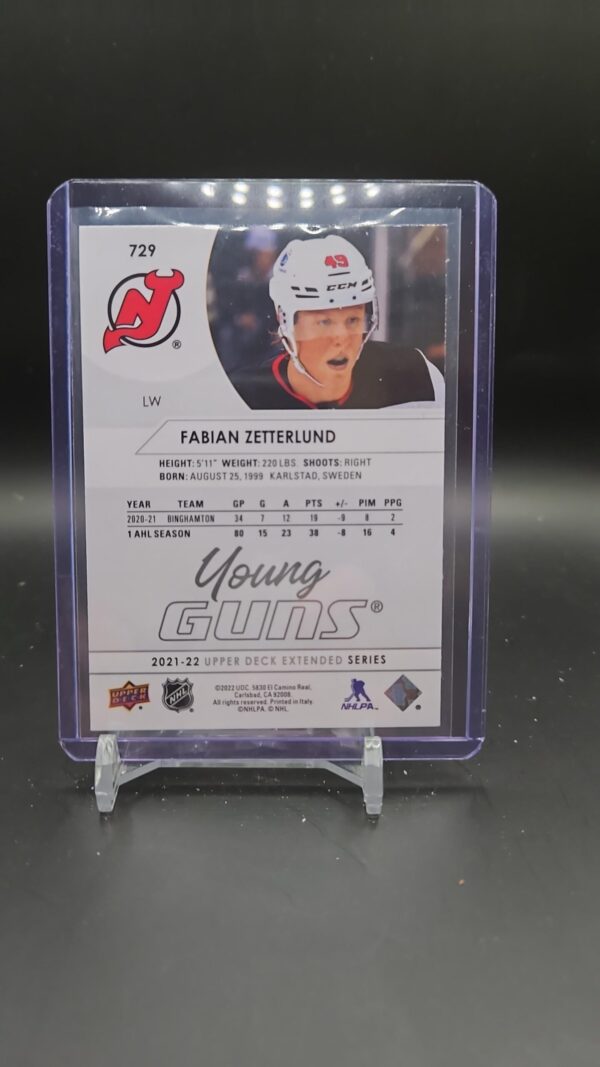 729
NJ
®
49
CCM
LW
FABIAN ZETTERLUND
HEIGHT: 5'11" WEIGHT: 220 LBS. SHOOTS: RIGHT
BORN: AUGUST 25, 1999 KARLSTAD, SWEDEN
YEAR TEAM GP G A PTS +/- PIM PPG
2020-21 BINGHAMTON 34 7 12 19 -9 8 2
1 AHL SEASON 80 15 23 38 -8 16 4
Young
GUNS®
2021-22 UPPER DECK EXTENDED SERIES
UPPER DECK
NHL
©2022 UDC. 5830 El Camino Real,
Carlsbad, CA 92008.
All rights reserved. Printed in Italy.
©NHLPA. © NHL.
NHLPA